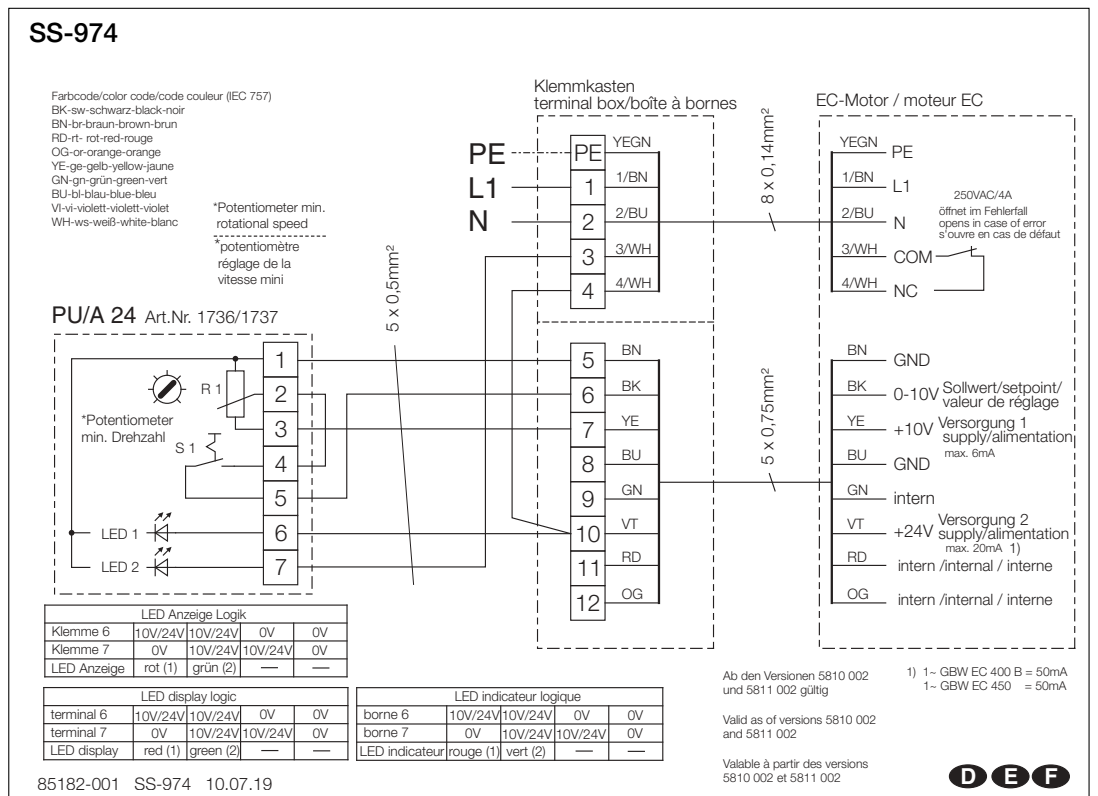 SS-974
Farbcode/color code/code couleur (IEC 757)
BK-sw-schwarz-black-noir
BN-br-braun-brown-brun
RD-rt- rot-red-rouge
OG-or-orange-orange
YE-ge-gelb-yellow-jaune
GN-gn-grün-green-vert
BU-bl-blau-blue-bleu
VI-vi-violett-violett-violet
WH-ws-weiß-white-blanc
*Potentiometer min.
rotational speed
*potentiomètre
réglage de la
vitesse mini
PU/A 24 Art.Nr. 1736/1737
*Potentiometer
min. Drehzahl
R 1
S 1
LED 1
LED 2
1
2
3
4
5
6
7
5 x 0,5mm²
Klemmkasten
terminal box/boîte à bornes
PE PE YEGN
L1 1 1/BN
N 2 2/BU
3 3/WH
4 4/WH
5 BN
6 BK
7 YE
8 BU
9 GN
10 VT
11 RD
12 OG
8 x 0,14mm²
5 x 0,75mm²
EC-Motor / moteur EC
YEGN PE
1/BN L1
2/BU N
3/WH COM
4/WH NC
250VAC/4A
öffnet im Fehlerfall
opens in case of error
s'ouvre en cas de défaut
BN GND
BK 0-10V Sollwert/setpoint/
valeur de réglage
YE +10V Versorgung 1
supply/alimentation
max. 6mA
BU GND
GN intern
VT +24V Versorgung 2
supply/alimentation
max. 20mA 1)
RD intern /internal / interne
OG intern /internal / interne
LED Anzeige Logik
Klemme 6 10V/24V 10V/24V 0V 0V
Klemme 7 0V 10V/24V 10V/24V 0V
LED Anzeige rot (1) grün (2) — —
LED display logic
terminal 6 10V/24V 10V/24V 0V 0V
terminal 7 0V 10V/24V 10V/24V 0V
LED display red (1) green (2) — —
LED indicateur logique
borne 6 10V/24V 10V/24V 0V 0V
borne 7 0V 10V/24V 10V/24V 0V
LED indicateur rouge (1) vert (2) — —
Ab den Versionen 5810 002
und 5811 002 gültig
Valid as of versions 5810 002
and 5811 002
Valable à partir des versions
5810 002 et 5811 002
1) 1~ GBW EC 400 B = 50mA
1~ GBW EC 450 = 50mA
85182-001 SS-974 10.07.19
D E F